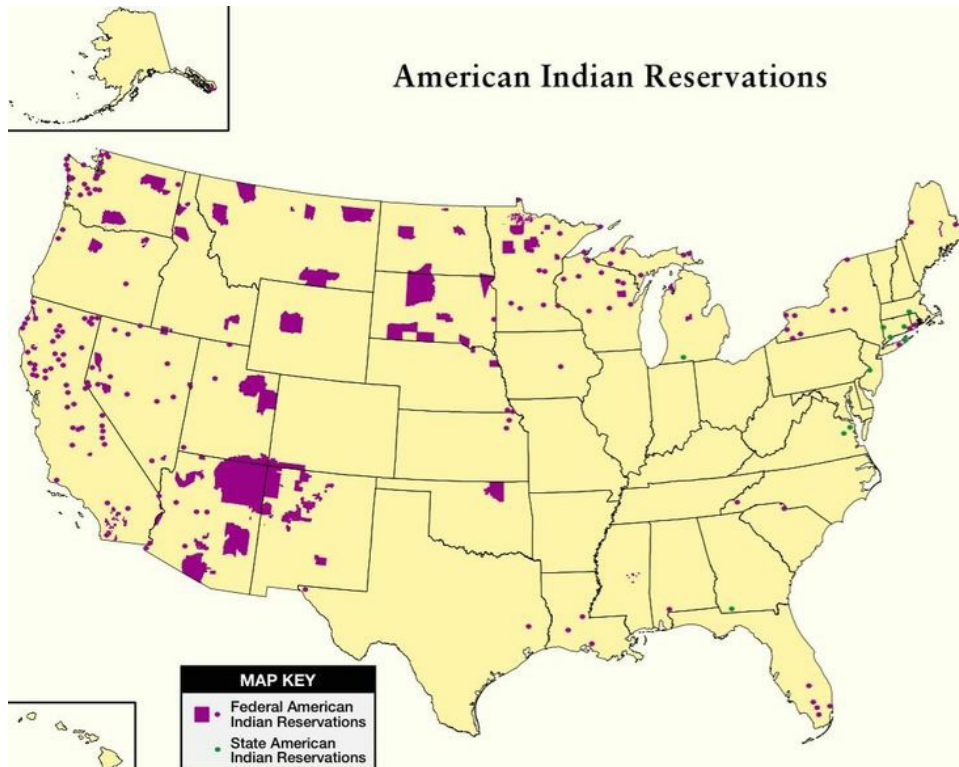 American Indian Reservations
MAP KEY
Federal American
Indian Reservations
State American
Indian Reservations